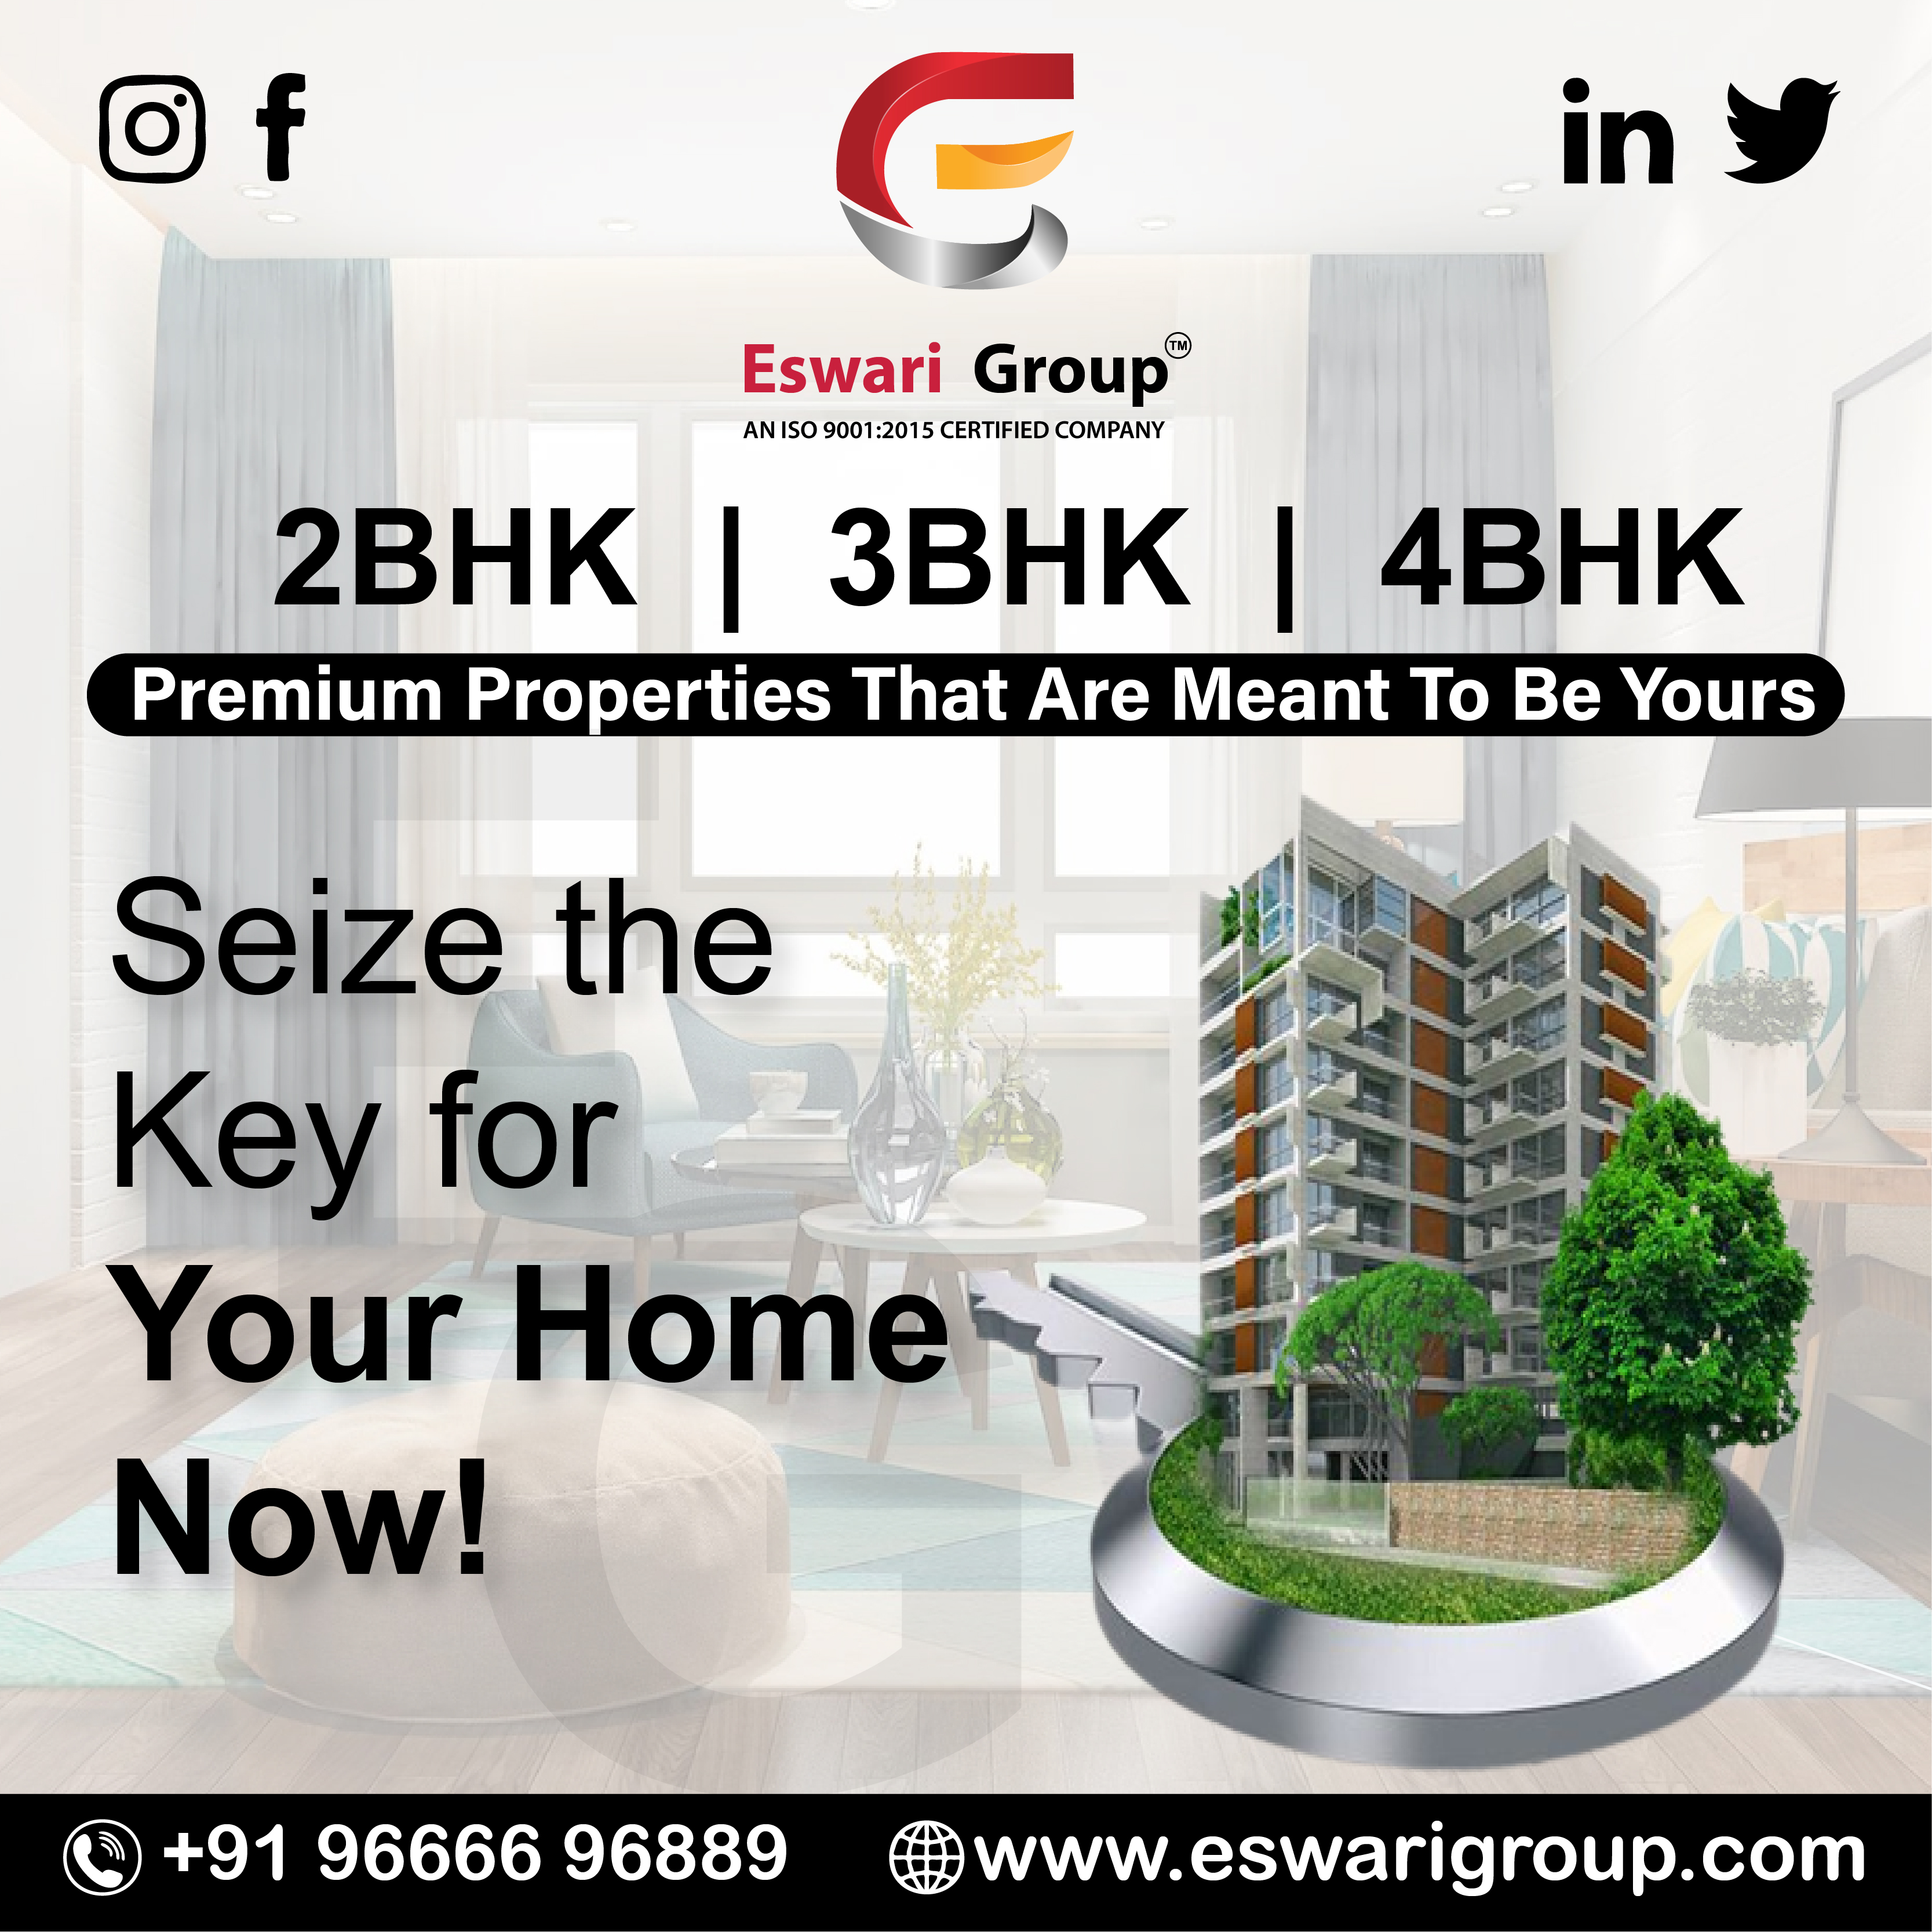 Eswari Group™
AN ISO 9001:2015 CERTIFIED COMPANY
2BHK | 3BHK | 4BHK
Premium Properties That Are Meant To Be Yours
Seize the
Key for
Your Home
Now!
+91 96666 96889
www.eswarigroup.com